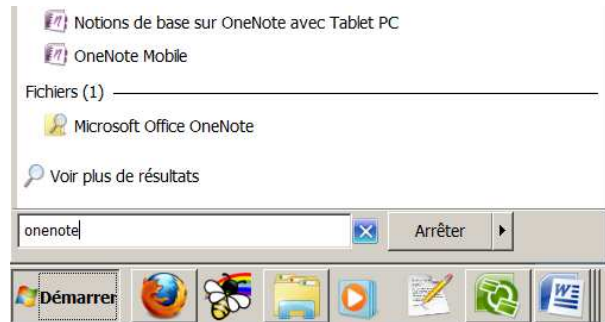 Notions de base sur OneNote avec Tablet PC
OneNote Mobile
Fichiers (1)
Microsoft Office OneNote
Voir plus de résultats
onenote
Arrêter
Démarrer